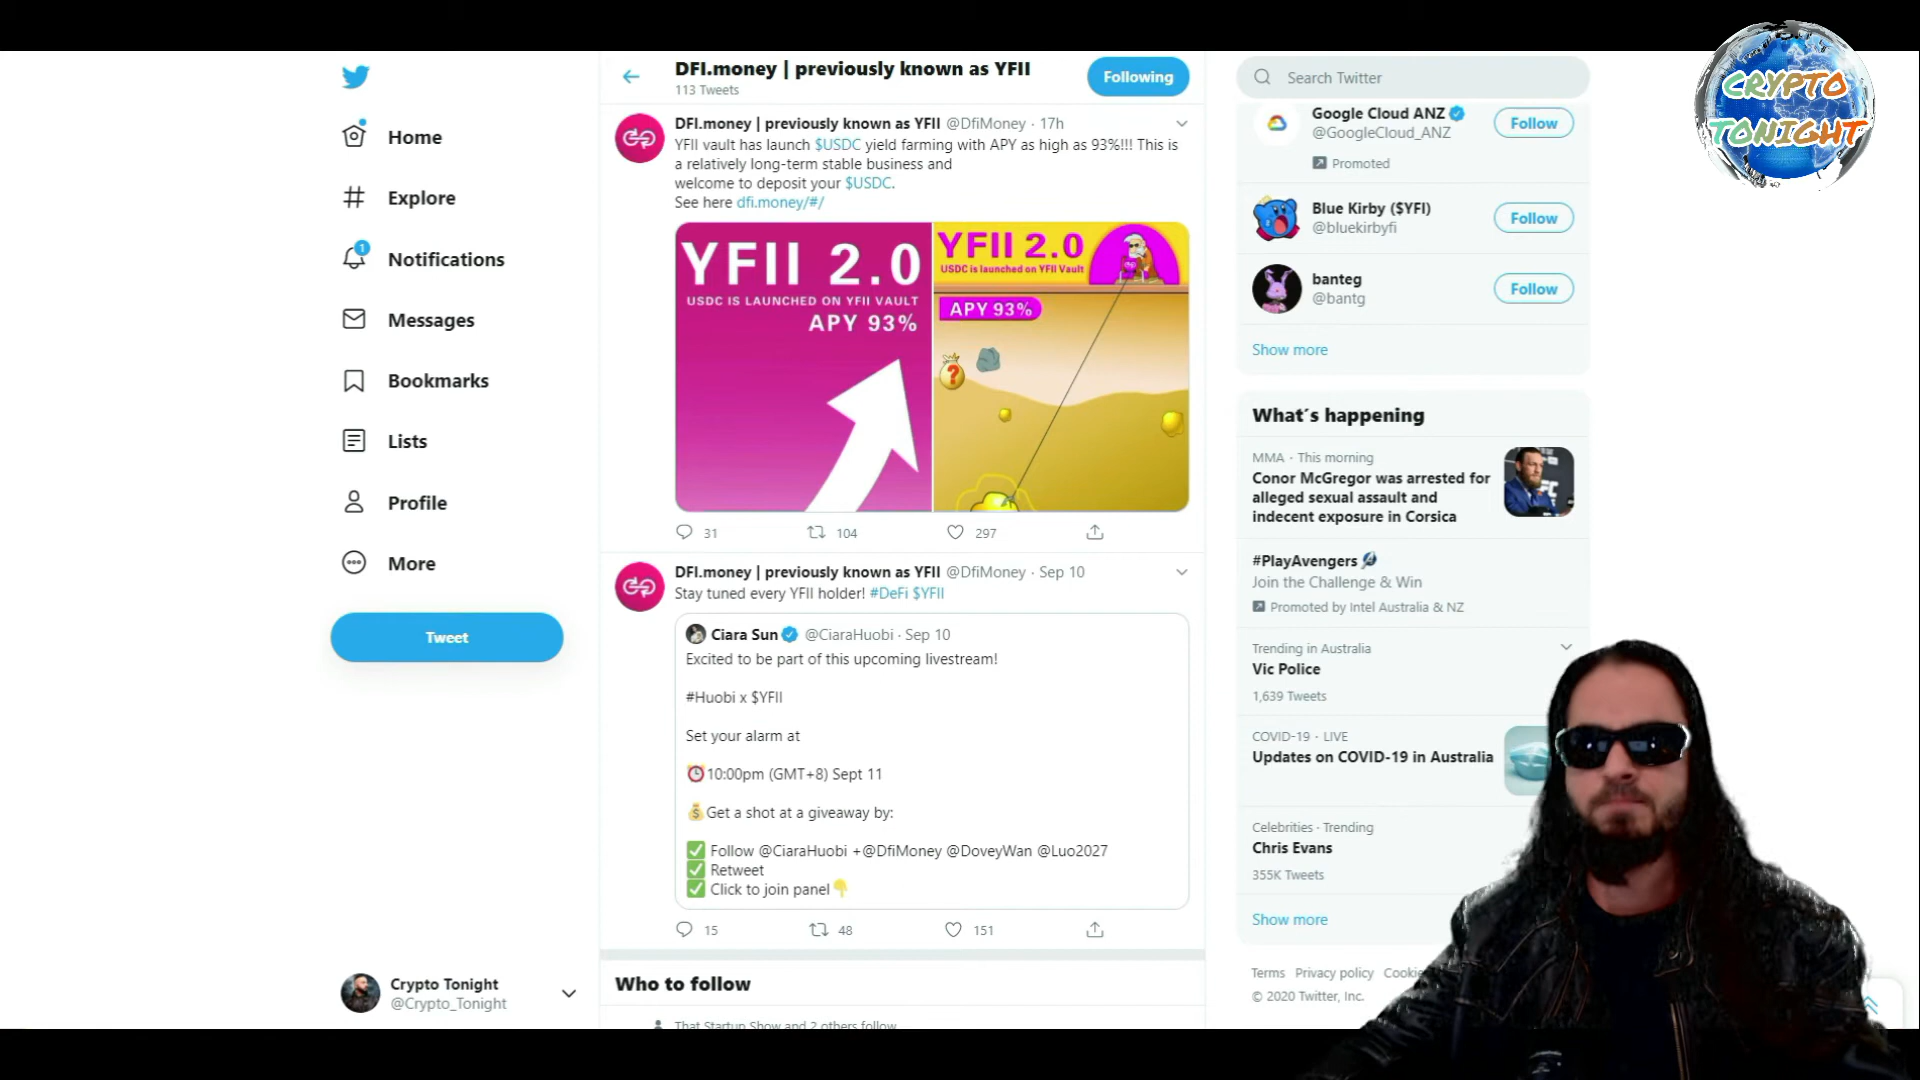 CRYPTO
TONIGHT
Home
Explore
1
Notifications
Messages
Bookmarks
Lists
Profile
More
Tweet
Crypto Tonight
@Crypto_Tonight
DFI.money | previously known as YFII
113 Tweets
Following
DFI.money | previously known as YFII @DfiMoney · 17h
YFII vault has launch $USDC yield farming with APY as high as 93%!!! This is
a relatively long-term stable business and
welcome to deposit your $USDC.
See here dfi.money/#/
YFII 2.0
USDC IS LAUNCHED ON YFII VAULT
APY 93%
YFII 2.0
USDC is launched on YFII Vault
APY 93%
?
31 104 297
DFI.money | previously known as YFII @DfiMoney · Sep 10
Stay tuned every YFII holder! #DeFi $YFII
Ciara Sun @CiaraHuobi · Sep 10
Excited to be part of this upcoming livestream!
#Huobi x $YFII
Set your alarm at
⏰10:00pm (GMT+8) Sept 11
💰Get a shot at a giveaway by:
✅ Follow @CiaraHuobi +@DfiMoney @DoveyWan @Luo2027
✅ Retweet
✅ Click to join panel👇
15 48 151
Who to follow
That Startup Show and 2 others follow
Search Twitter
Google Cloud ANZ
@GoogleCloud_ANZ
Follow
Promoted
Blue Kirby ($YFI)
@bluekirbyfi
Follow
banteg
@bantg
Follow
Show more
What's happening
MMA · This morning
Conor McGregor was arrested for
alleged sexual assault and
indecent exposure in Corsica
#PlayAvengers
Join the Challenge & Win
Promoted by Intel Australia & NZ
Trending in Australia
Vic Police
1,639 Tweets
COVID-19 · LIVE
Updates on COVID-19 in Australia
Celebrities · Trending
Chris Evans
355K Tweets
Show more
Terms Privacy policy
© 2020 Twitter, Inc.